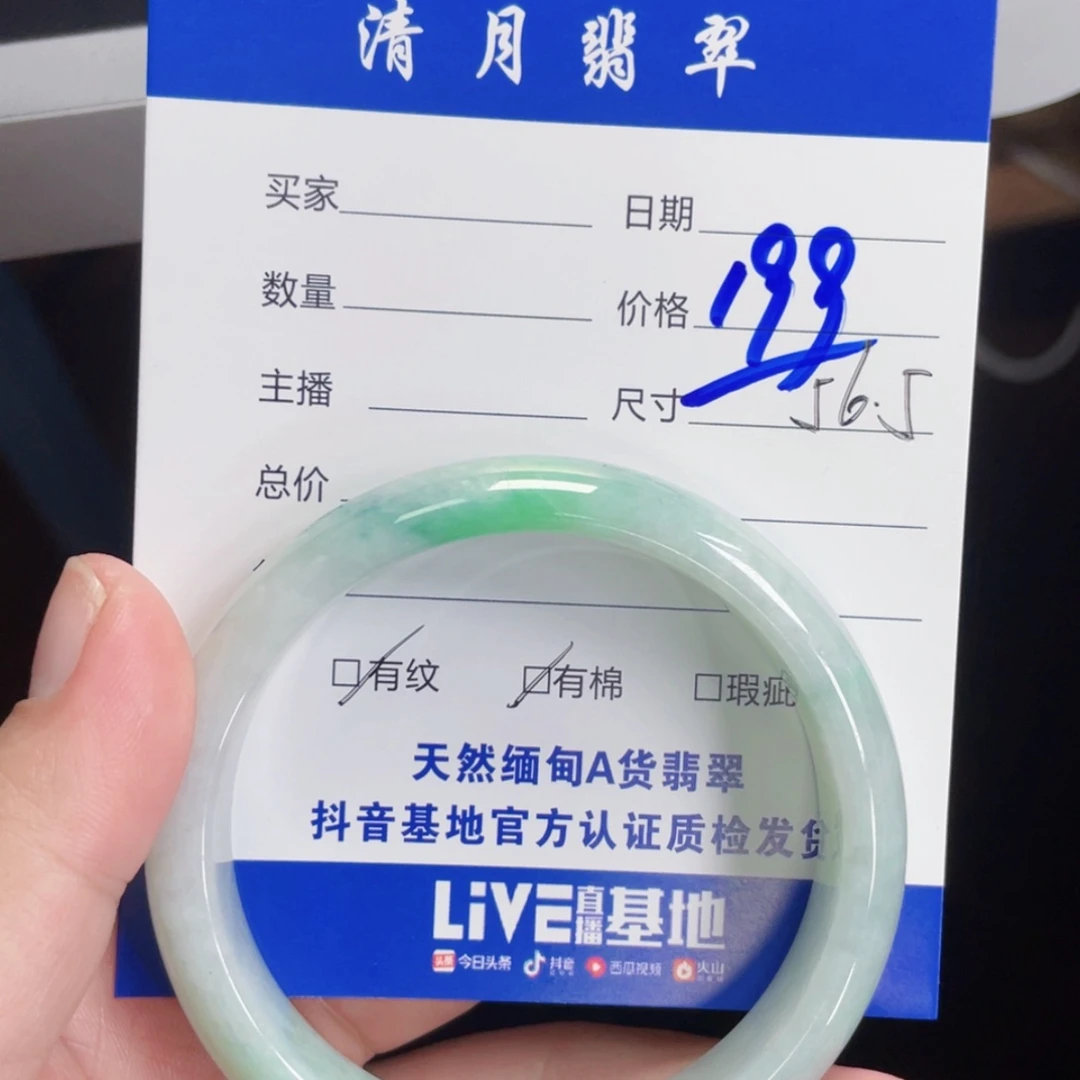 清月翡翠
买家 日期
数量 价格 199
主播 尺寸 56.5
总价
有纹 有棉 瑕疵
天然缅甸A货翡翠
抖音基地官方认证质检发货
LiVE直播基地
头条 今日头条 抖音 西瓜视频 火山